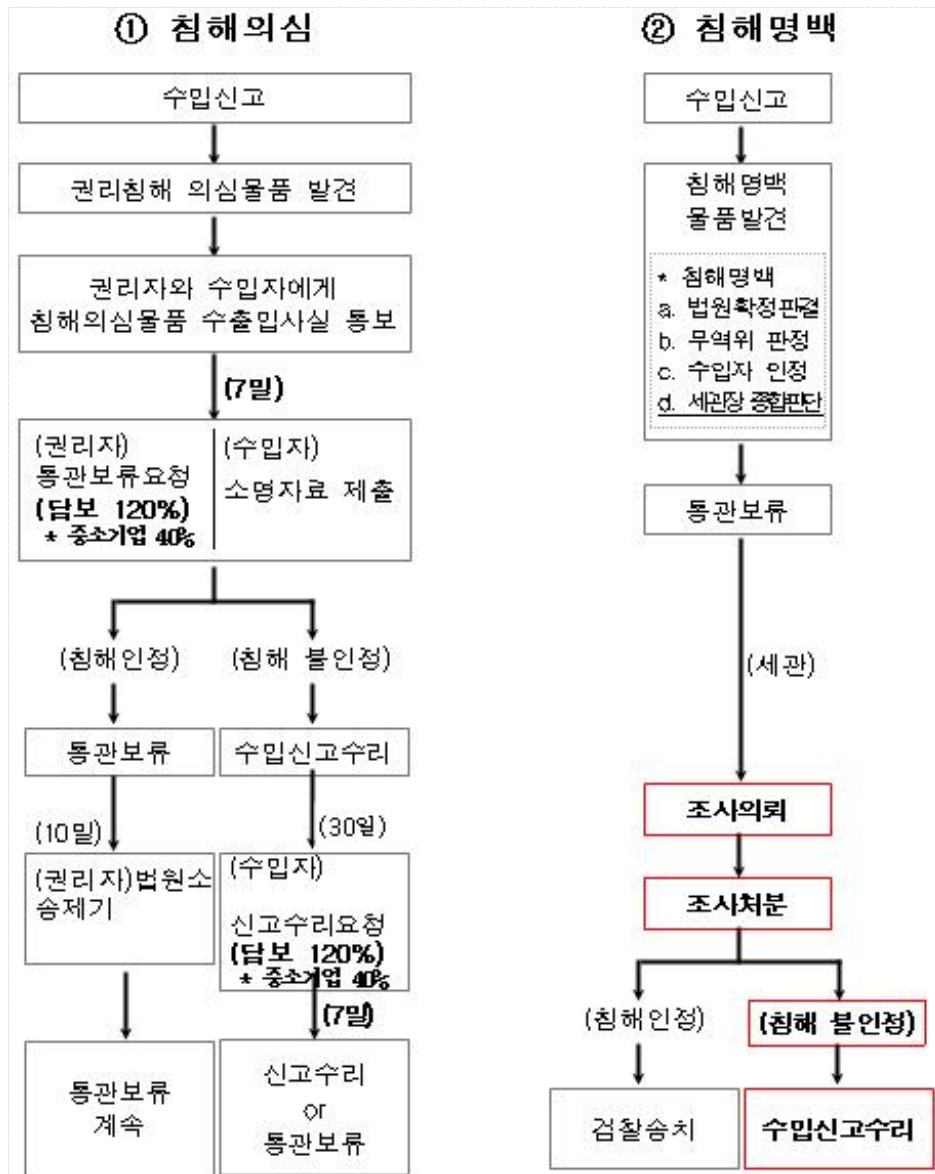 ① 침해의심
수입신고
권리침해 의심물품 발견
권리자와 수입자에게
침해의심물품 수출입사실 통보
(7일)
(권리자)
통관보류요청
(담보 120%)
* 중소기업 40%
(수입자)
소명자료 제출
(침해인정)
(침해 불인정)
통관보류
수입신고수리
(10일)
(30일)
(권리자)법원소
송제기
(수입자)
신고수리요청
(담보 120%)
* 중소기업 40%
(7일)
통관보류
계속
신고수리
or
통관보류
② 침해명백
수입신고
침해명백
물품발견
* 침해명백
a. 법원확정판결
b. 무역위 판정
c. 수입자 인정
d. 세관장 종합판단
통관보류
(세관)
조사의뢰
조사처분
(침해인정)
(침해 불인정)
검찰송치
수입신고수리